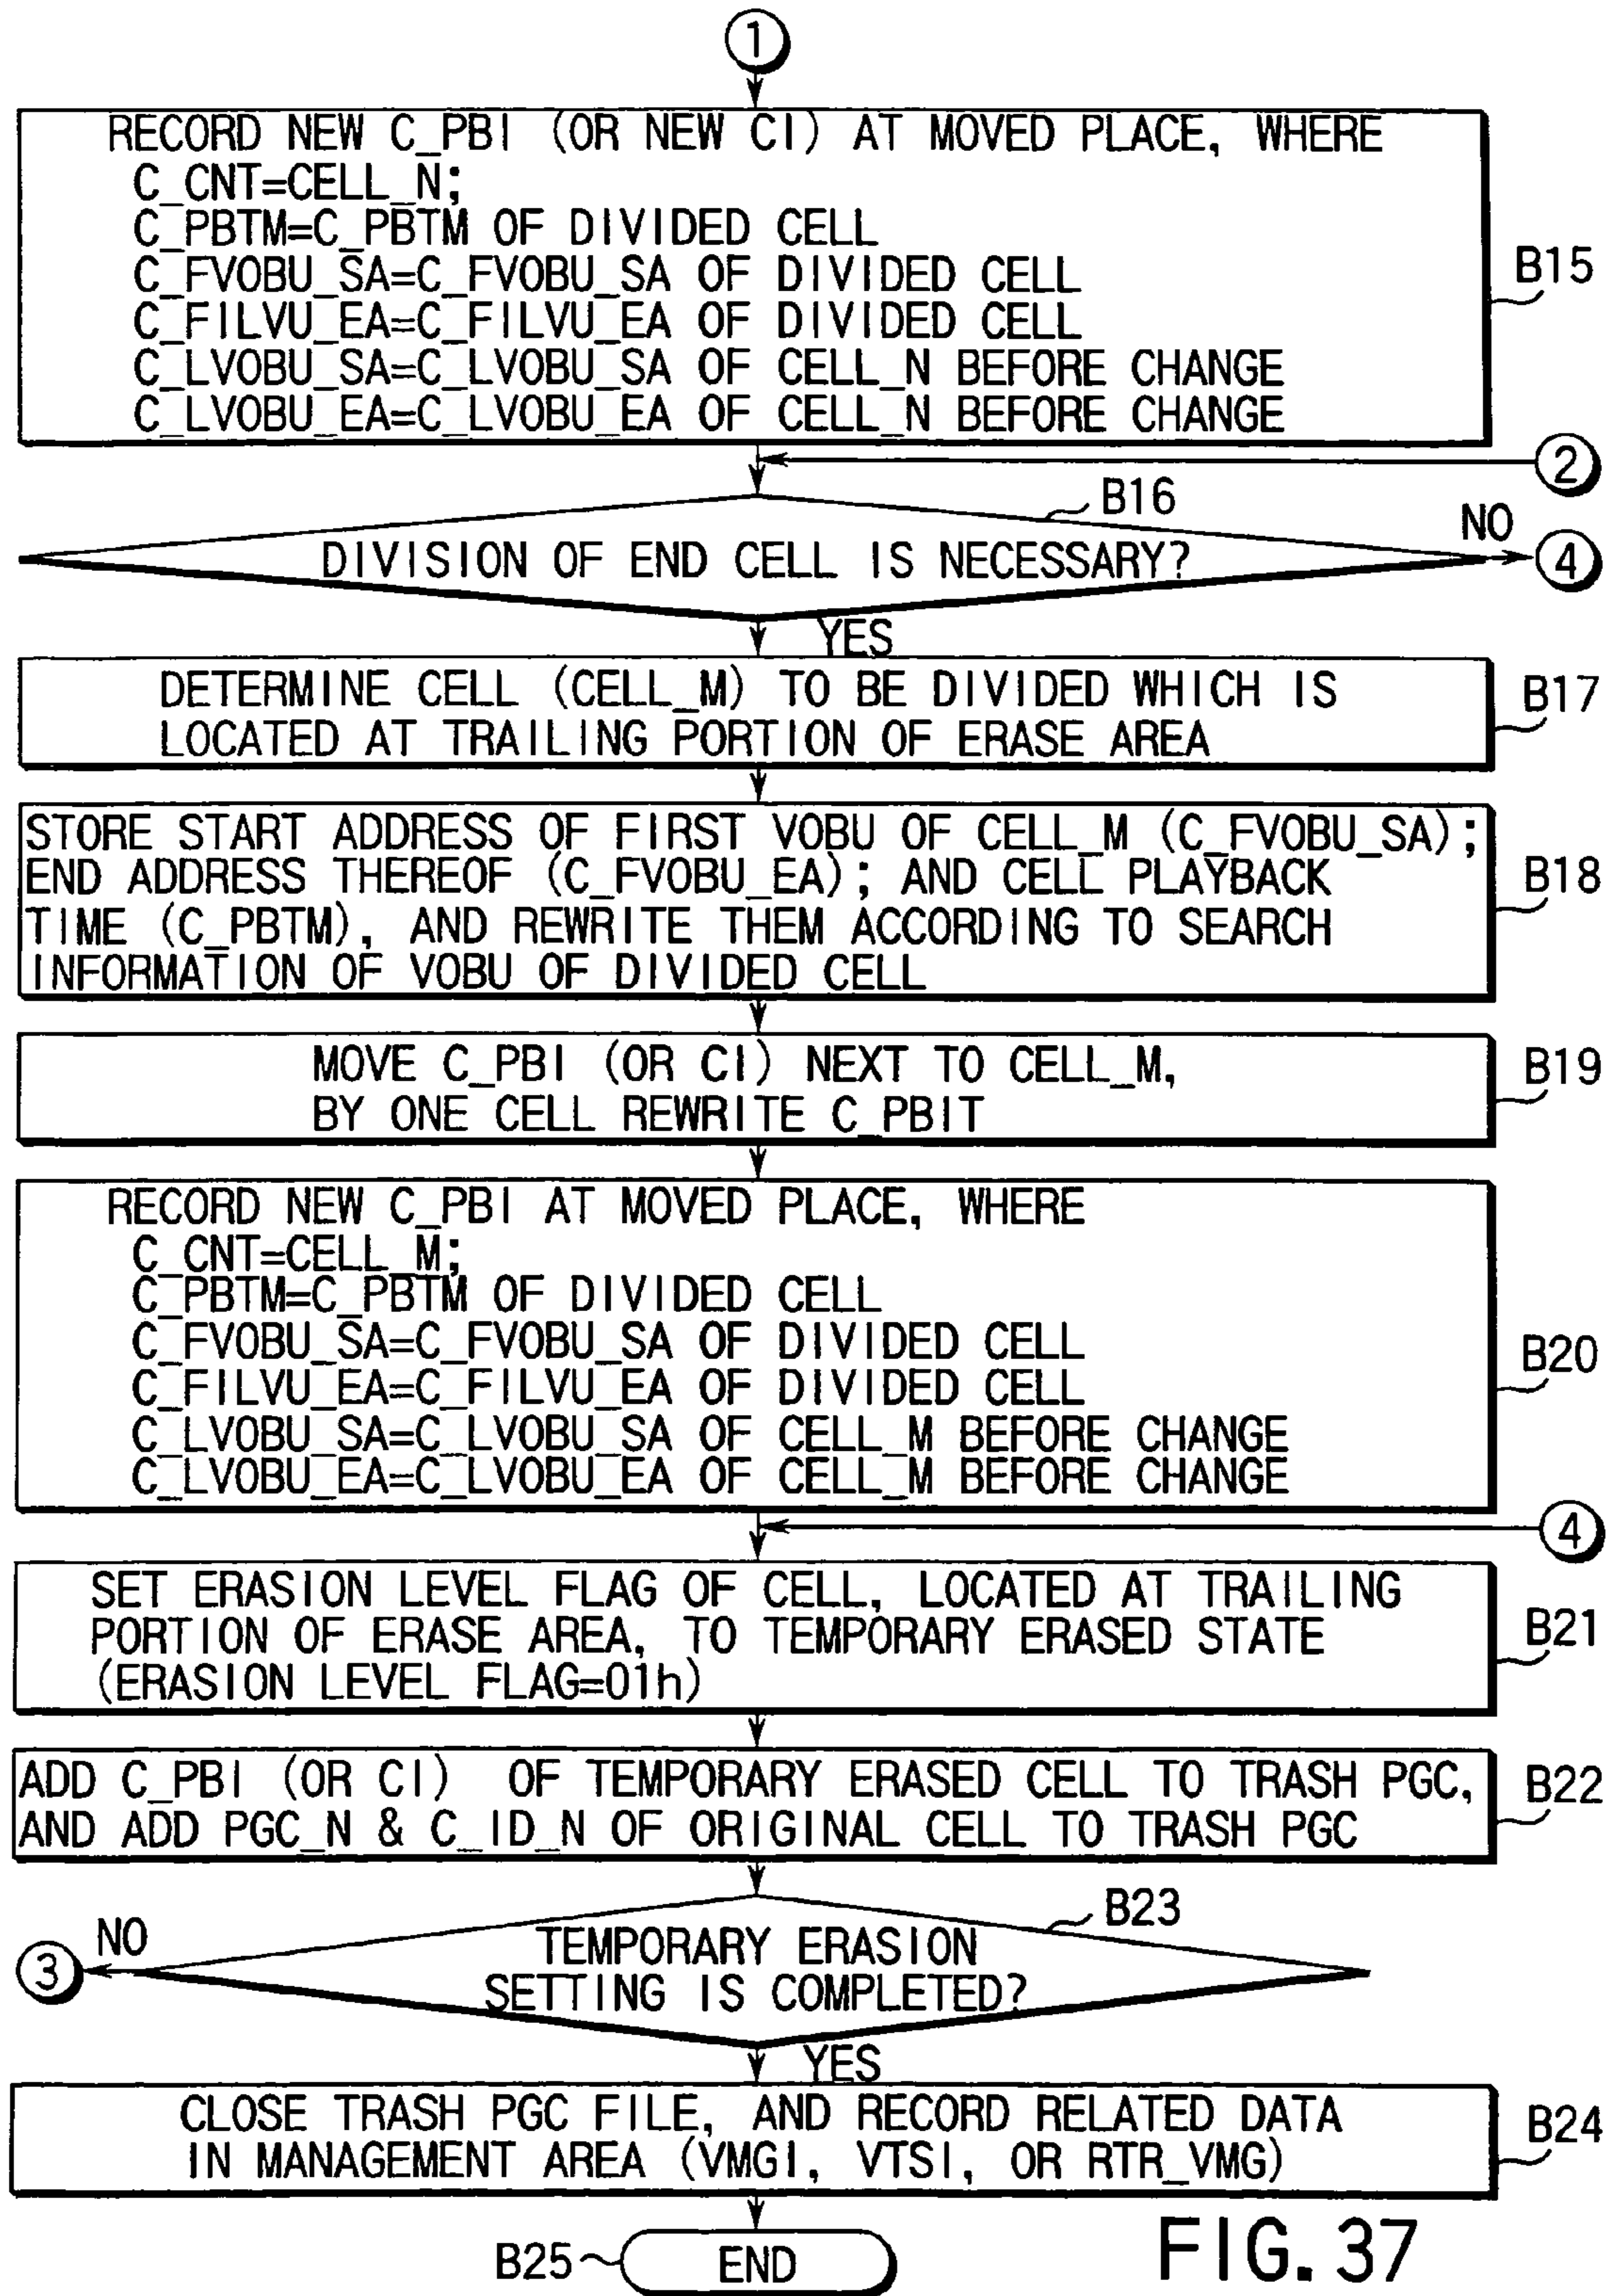 1
RECORD NEW C_PBI (OR NEW CI) AT MOVED PLACE, WHERE
C_CNT=CELL_N;
C_PBTM=C_PBTM OF DIVIDED CELL
C_FVOBU_SA=C_FVOBU_SA OF DIVIDED CELL
C_FILVU_EA=C_FILVU_EA OF DIVIDED CELL
C_LVOBU_SA=C_LVOBU_SA OF CELL_N BEFORE CHANGE
C_LVOBU_EA=C_LVOBU_EA OF CELL_N BEFORE CHANGE
B15
2
B16
DIVISION OF END CELL IS NECESSARY?
NO
4
YES
DETERMINE CELL (CELL_M) TO BE DIVIDED WHICH IS
LOCATED AT TRAILING PORTION OF ERASE AREA
B17
STORE START ADDRESS OF FIRST VOBU OF CELL_M (C_FVOBU_SA);
END ADDRESS THEREOF (C_FVOBU_EA); AND CELL PLAYBACK
TIME (C_PBTM), AND REWRITE THEM ACCORDING TO SEARCH
INFORMATION OF VOBU OF DIVIDED CELL
B18
MOVE C_PBI (OR CI) NEXT TO CELL_M,
BY ONE CELL REWRITE C_PBIT
B19
RECORD NEW C_PBI AT MOVED PLACE, WHERE
C_CNT=CELL_M;
C_PBTM=C_PBTM OF DIVIDED CELL
C_FVOBU_SA=C_FVOBU_SA OF DIVIDED CELL
C_FILVU_EA=C_FILVU_EA OF DIVIDED CELL
C_LVOBU_SA=C_LVOBU_SA OF CELL_M BEFORE CHANGE
C_LVOBU_EA=C_LVOBU_EA OF CELL_M BEFORE CHANGE
B20
4
SET ERASION LEVEL FLAG OF CELL, LOCATED AT TRAILING
PORTION OF ERASE AREA, TO TEMPORARY ERASED STATE
(ERASION LEVEL FLAG=01h)
B21
ADD C_PBI (OR CI) OF TEMPORARY ERASED CELL TO TRASH PGC,
AND ADD PGC_N & C_ID_N OF ORIGINAL CELL TO TRASH PGC
B22
B23
NO
3
TEMPORARY ERASION
SETTING IS COMPLETED?
YES
CLOSE TRASH PGC FILE, AND RECORD RELATED DATA
IN MANAGEMENT AREA (VMGI, VTSI, OR RTR_VMG)
B24
B25
END
FIG. 37